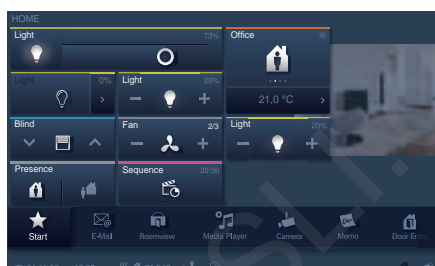 HOME
Light 73%
Office
Light 0%
Light 20%
21,0 °C
Blind
Fan 2/3
Light 20%
Presence
Sequence 20:36
Start
E-Mail
Roomview
Media Player
Camera
Memo
Door Entry